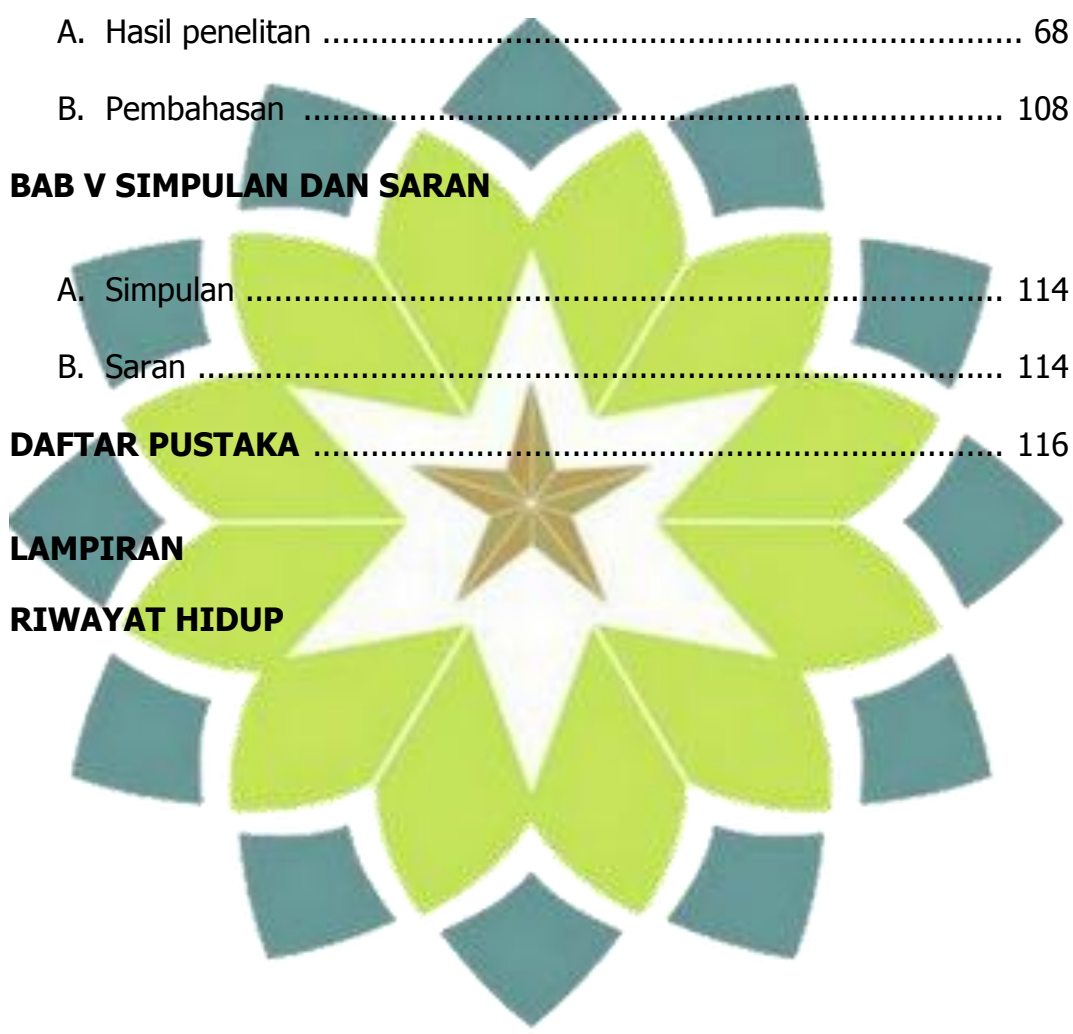 A. Hasil penelitan ........................................................................ 68
B. Pembahasan ........................................................................ 108
BAB V SIMPULAN DAN SARAN
A. Simpulan .............................................................................. 114
B. Saran ................................................................................... 114
DAFTAR PUSTAKA ....................................................................... 116
LAMPIRAN
RIWAYAT HIDUP